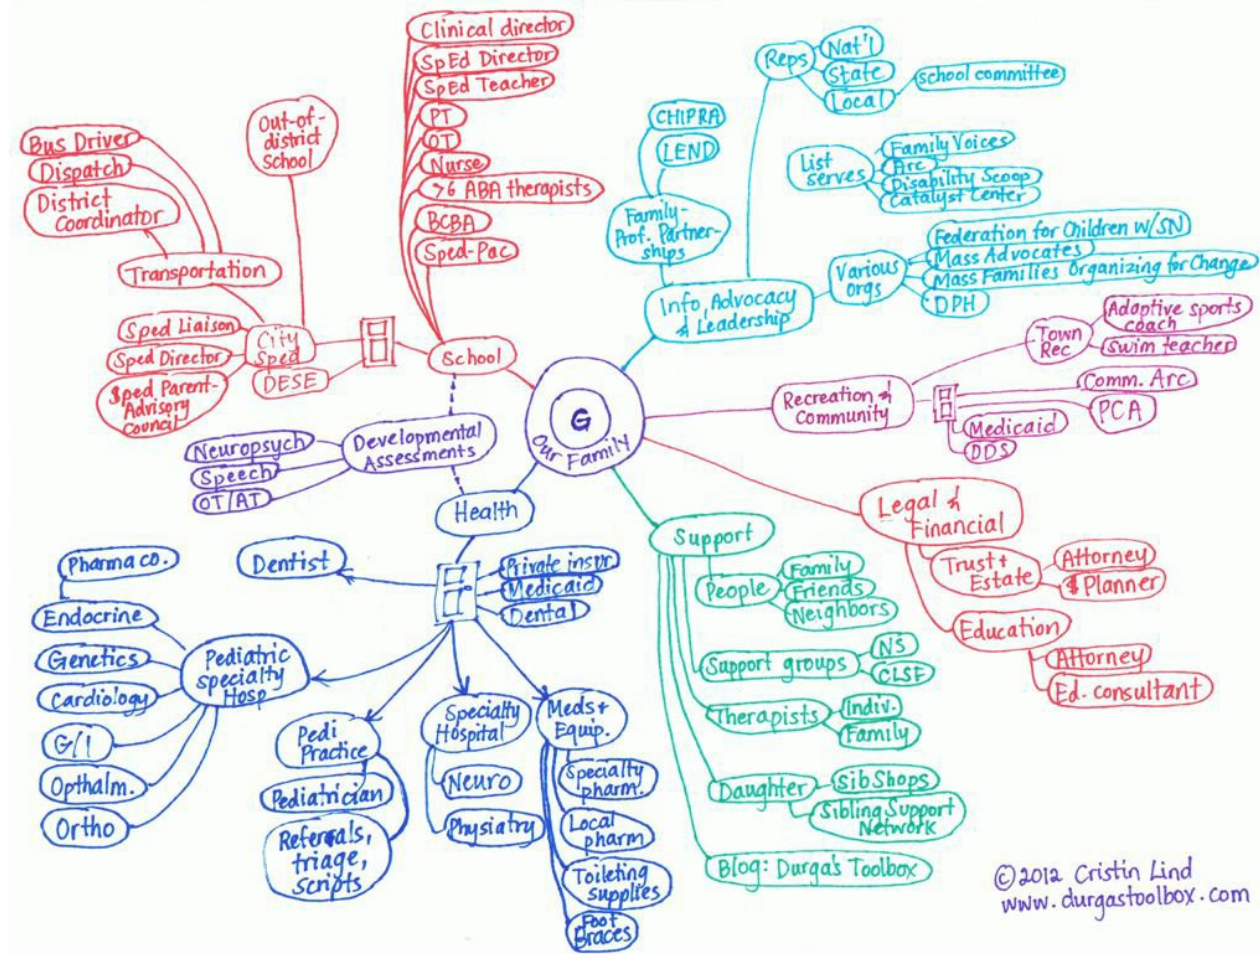 Clinical director
SpEd Director
SpEd Teacher
PT
OT
Nurse
>6 ABA therapists
BCBA
Sped-Pac
School
Out-of-
district
School
Bus Driver
Dispatch
District
Coordinator
Transportation
Sped Liaison
Sped Director
Sped Parent-
Advisory
Council
City
Sped
DESE
Developmental
Assessments
Neuropsych
Speech
OT/AT
G
Our Family
Reps
Nat'l
State
Local
school committee
CHIPRA
LEND
Family-
Prof. Partner-
ships
List
serves
Family Voices
Arc
Disability Scoop
Catalyst Center
Info, Advocacy
& Leadership
Various
orgs
Federation for Children w/SN
Mass Advocates
Mass Families Organizing for Change
DPH
Recreation &
Community
Town
Rec
Adaptive sports
coach
Swim teacher
Comm. Arc
PCA
Medicaid
DDS
Legal &
Financial
Trust +
Estate
Attorney
$ Planner
Education
Attorney
Ed. consultant
Support
People
Family
Friends
Neighbors
Support groups
NS
CLSF
Therapists
Indiv.
Family
Daughter
SibShops
Sibling Support
Network
Blog: Durga's Toolbox
Health
Private insur
Medicaid
Dental
Dentist
Pharma co.
Endocrine
Genetics
Cardiology
G/I
Opthalm.
Ortho
Pediatric
specialty
Hosp
Pedi
Practice
Pediatrician
Referrals,
triage,
scripts
Specialty
Hospital
Neuro
Physiatry
Meds +
Equip.
Specialty
pharm.
Local
pharm
Toileting
supplies
Foot
Braces
©2012 Cristin Lind
www.durgastoolbox.com